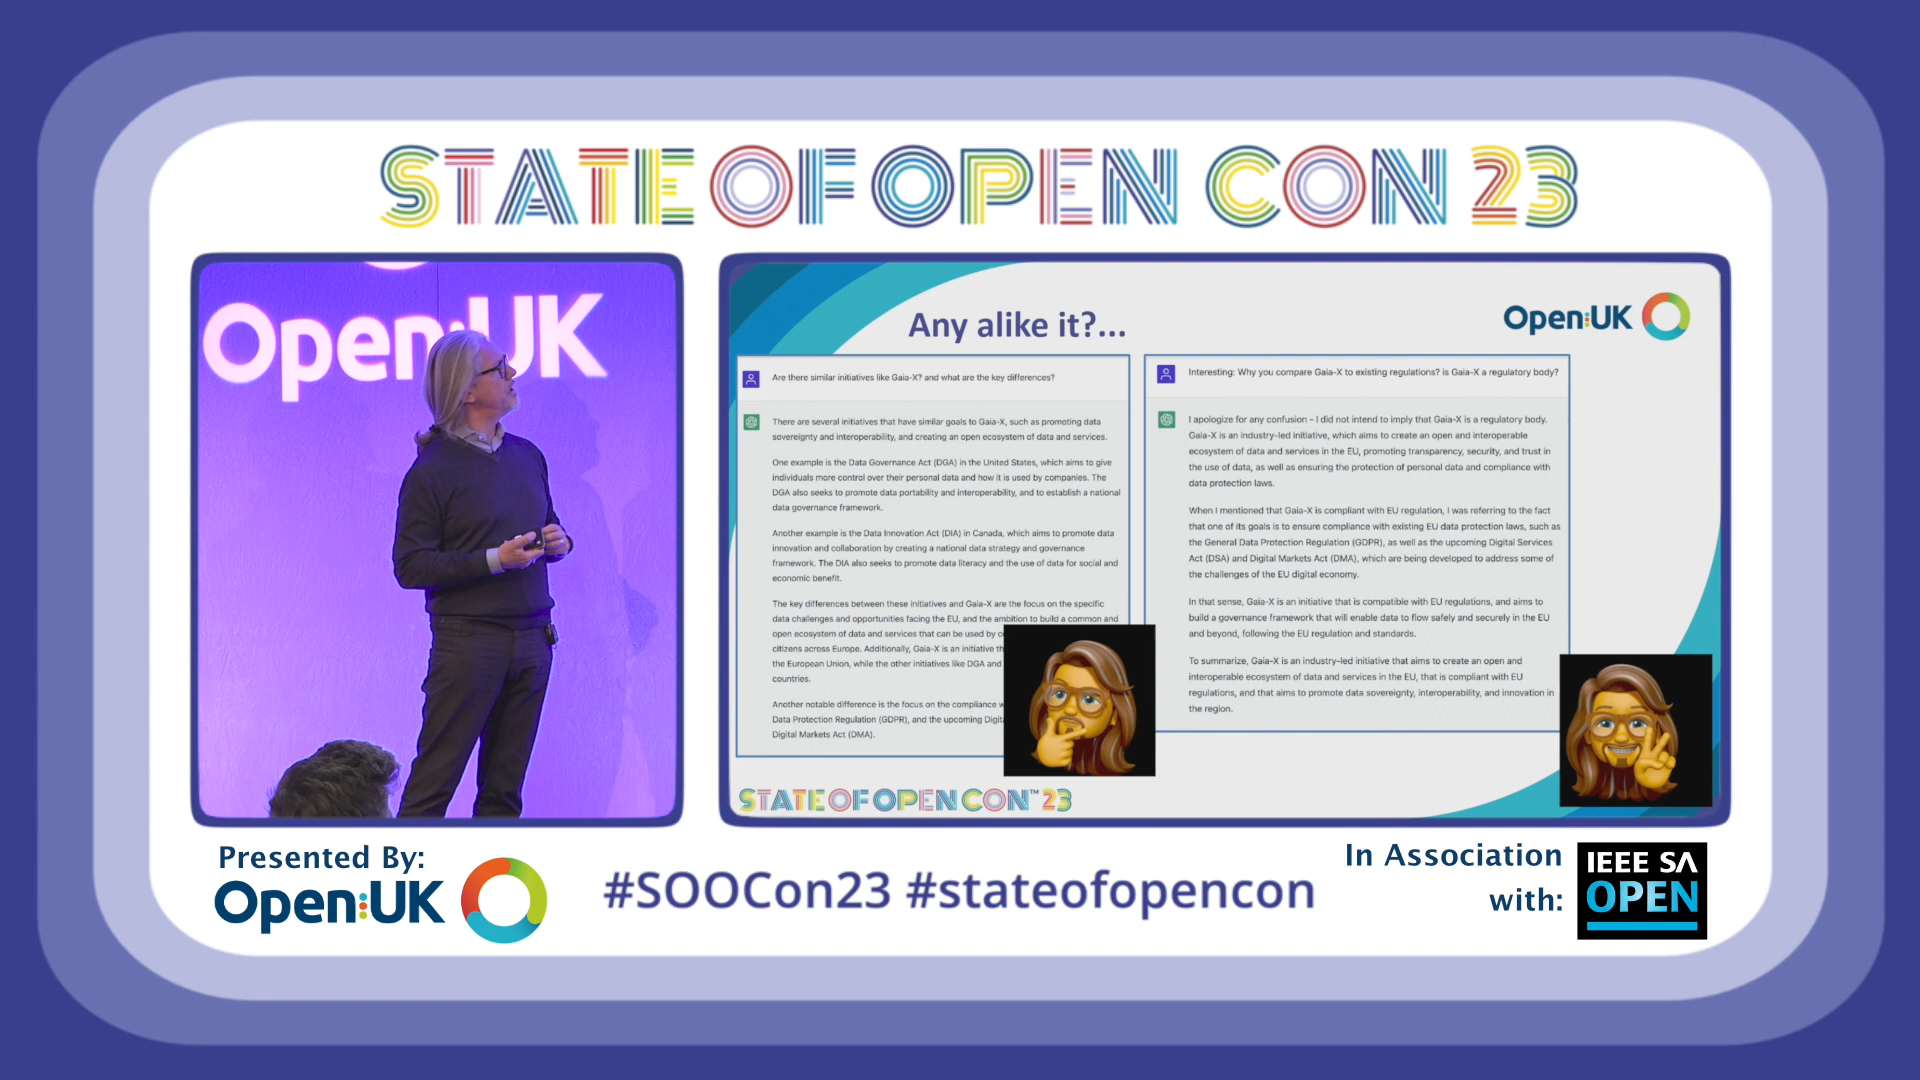 STATE OF OPEN CON 23
Open:UK
Any alike it?...
Open:UK
Are there similar initiatives like Gaia-X? and what are the key differences?
There are several initiatives that have similar goals to Gaia-X, such as promoting data
sovereignty and interoperability, and creating an open ecosystem of data and services.
One example is the Data Governance Act (DGA) in the United States, which aims to give
individuals more control over their personal data and how it is used by companies. The
DGA also seeks to promote data portability and interoperability, and to establish a national
data governance framework.
Another example is the Data Innovation Act (DIA) in Canada, which aims to promote data
innovation and collaboration by creating a national data strategy and governance
framework. The DIA also seeks to promote data literacy and the use of data for social and
economic benefit.
The key differences between these initiatives and Gaia-X are the focus on the specific
data challenges and opportunities facing the EU, and the ambition to build a common and
open ecosystem of data and services that can be used by
citizens across Europe. Additionally, Gaia-X is an initiative
the European Union, while the other initiatives like DGA and
countries.
Another notable difference is the focus on the compliance
Data Protection Regulation (GDPR), and the upcoming
Digital Markets Act (DMA).
Interesting: Why you compare Gaia-X to existing regulations? is Gaia-X a regulatory body?
I apologize for any confusion - I did not intend to imply that Gaia-X is a regulatory body.
Gaia-X is an industry-led initiative, which aims to create an open and interoperable
ecosystem of data and services in the EU, promoting transparency, security, and trust in
the use of data, as well as ensuring the protection of personal data and compliance with
data protection laws.
When I mentioned that Gaia-X is compliant with EU regulation, I was referring to the fact
that one of its goals is to ensure compliance with existing EU data protection laws, such as
the General Data Protection Regulation (GDPR), as well as the upcoming Digital Services
Act (DSA) and Digital Markets Act (DMA), which are being developed to address some of
the challenges of the EU digital economy.
In that sense, Gaia-X is an initiative that is compatible with EU regulations, and aims to
build a governance framework that will enable data to flow safely and securely in the EU
and beyond, following the EU regulation and standards.
To summarize, Gaia-X is an industry-led initiative that aims to create an open and
interoperable ecosystem of data and services in the EU, that is compliant with EU
regulations, and that aims to promote data sovereignty, interoperability, and innovation in
the region.
STATE OF OPEN CON™ 23
Presented By:
Open:UK
#SOOCon23 #stateofopencon
In Association
with:
IEEE SA
OPEN